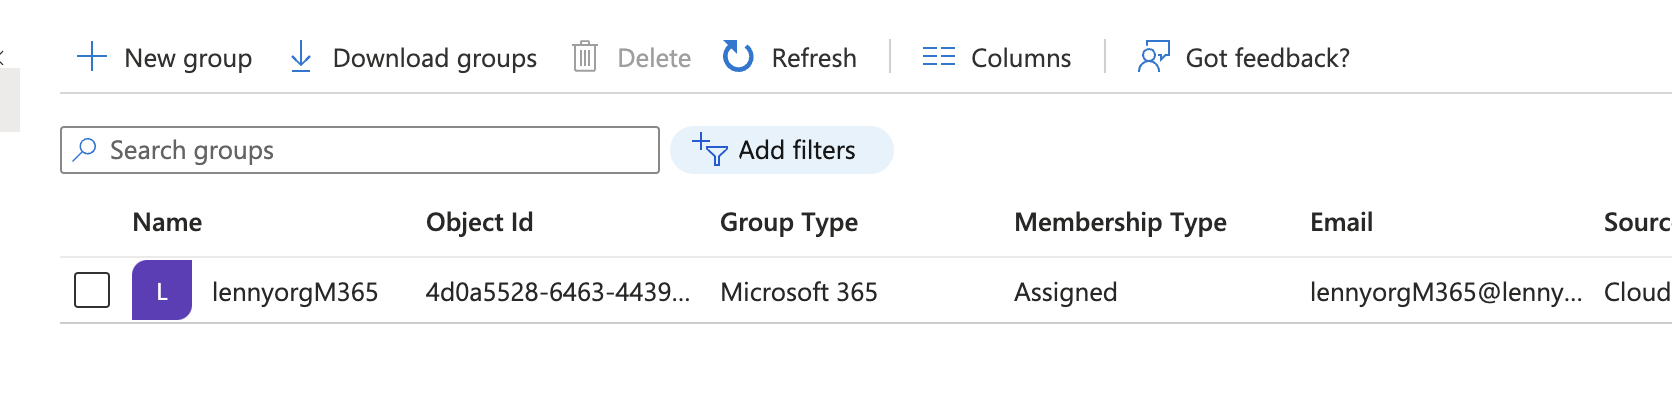 New group Download groups Delete Refresh Columns Got feedback?
Search groups Add filters
Name Object Id Group Type Membership Type Email Sourc
L lennyorgM365 4d0a5528-6463-4439... Microsoft 365 Assigned lennyorgM365@lenny... Cloud